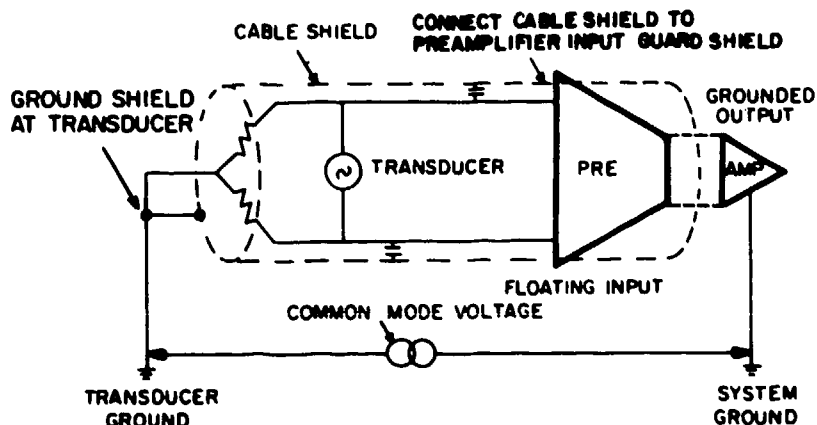 CABLE SHIELD
CONNECT CABLE SHIELD TO
PREAMPLIFIER INPUT GUARD SHIELD
GROUND SHIELD
AT TRANSDUCER
GROUNDED
OUTPUT
TRANSDUCER
PRE
AMP
FLOATING INPUT
COMMON MODE VOLTAGE
TRANSDUCER
GROUND
SYSTEM
GROUND